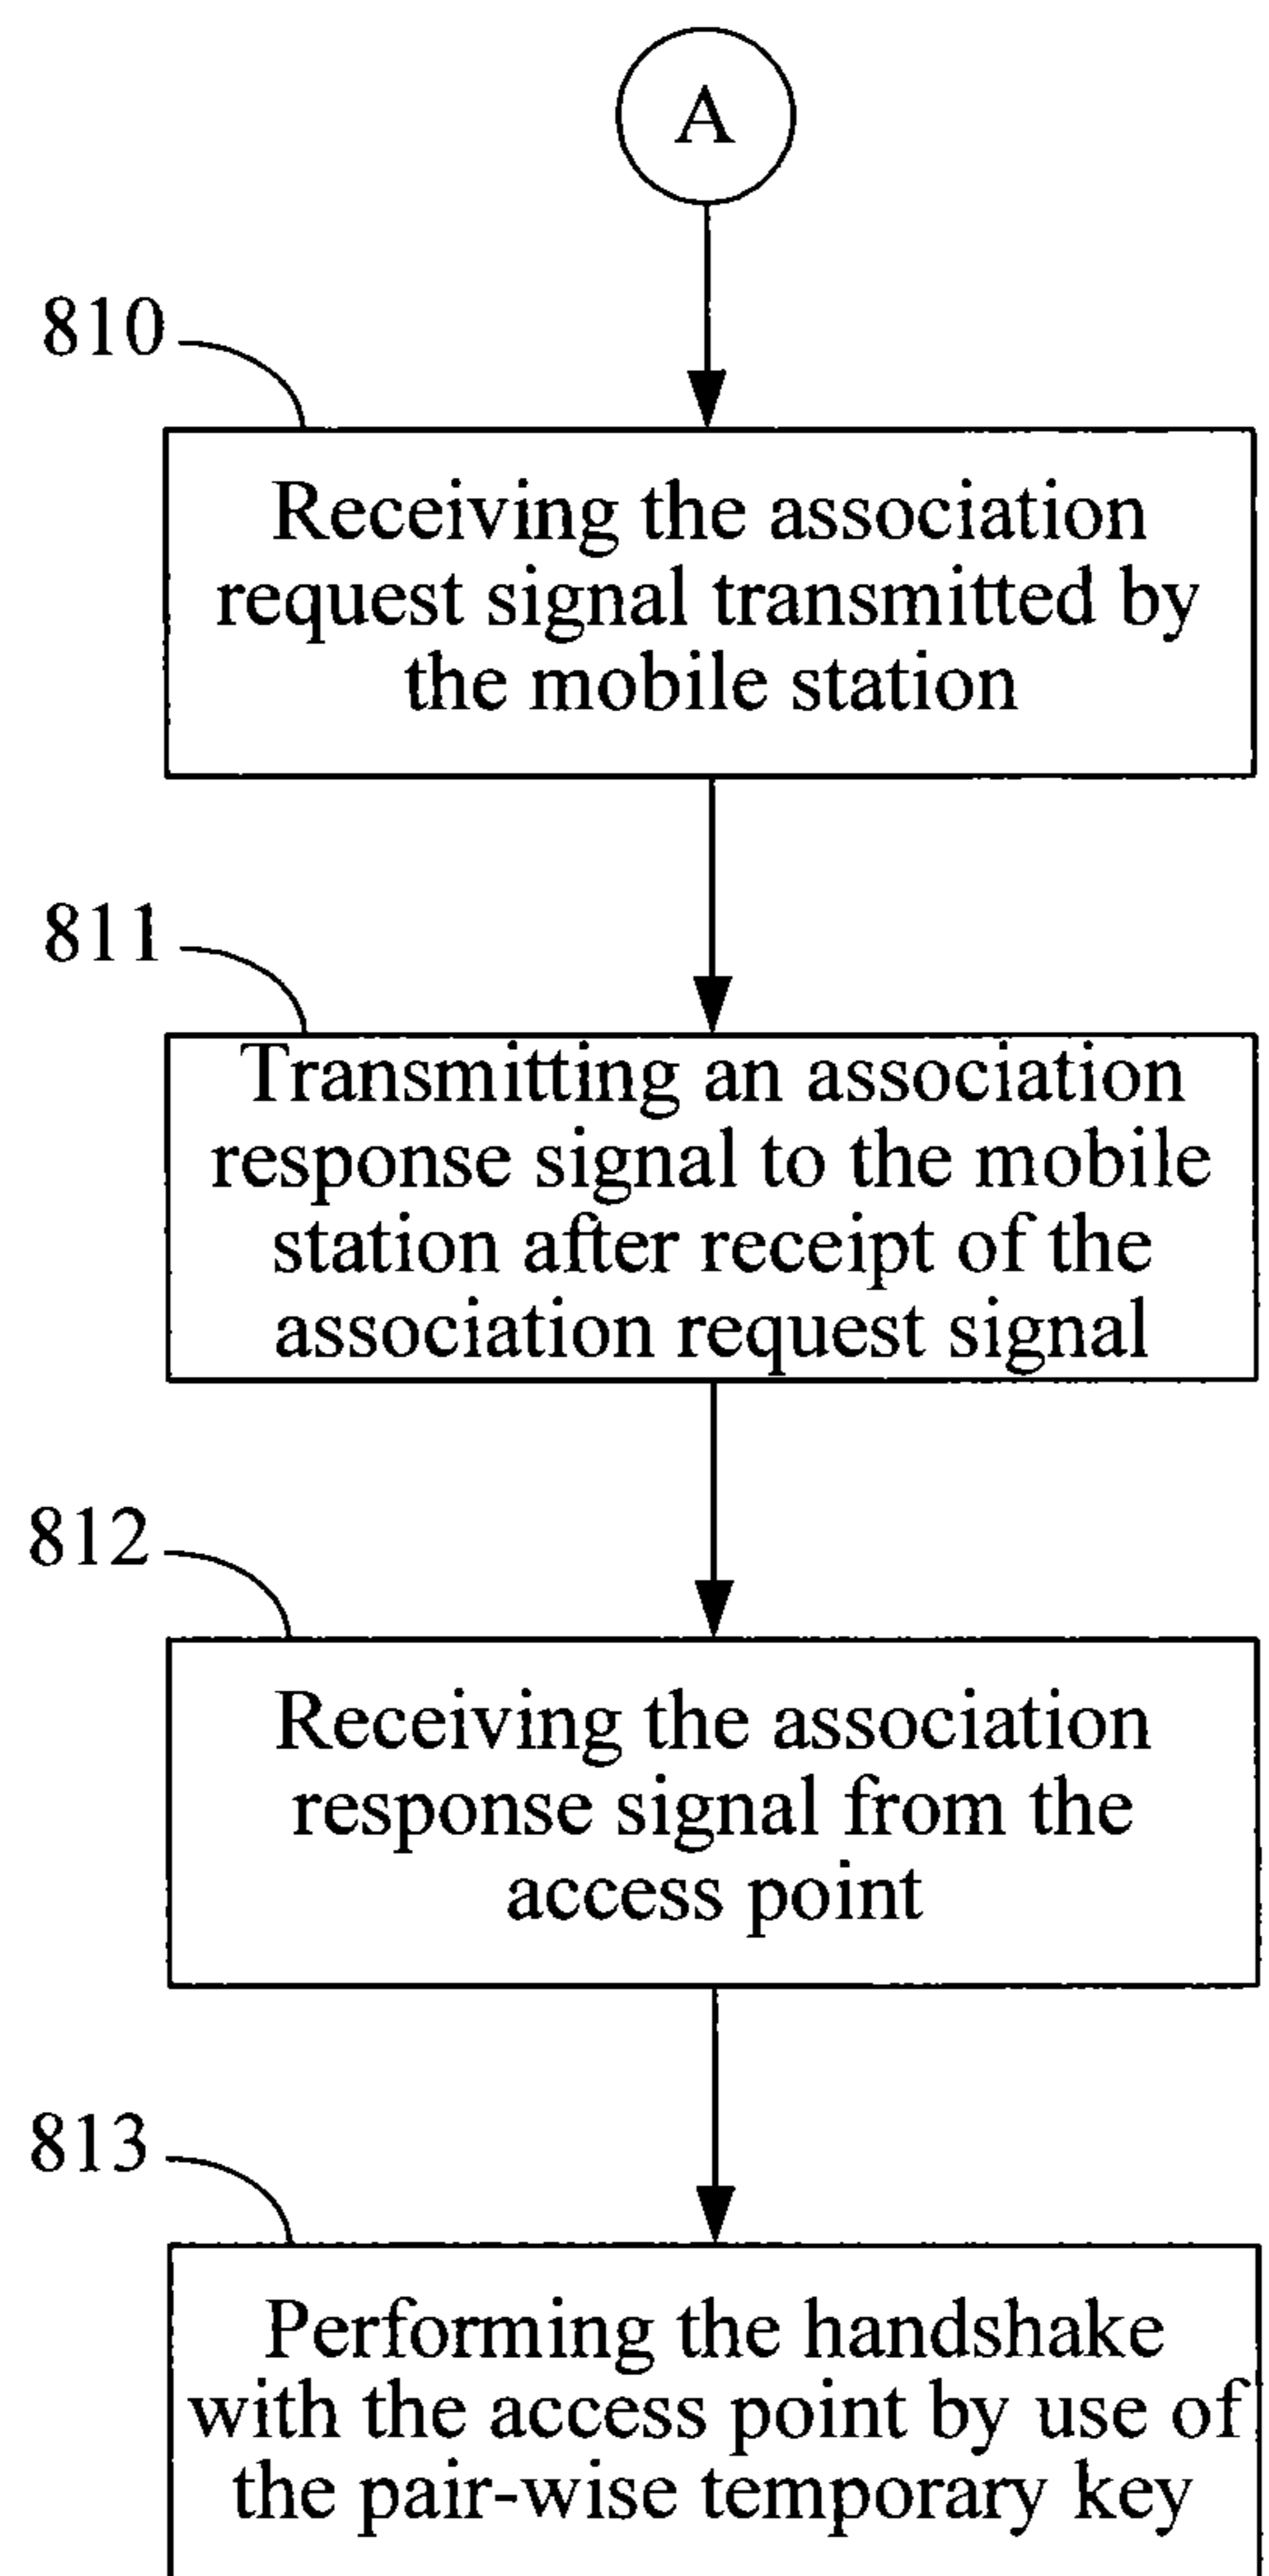 A
810
Receiving the association
request signal transmitted by
the mobile station
811
Transmitting an association
response signal to the mobile
station after receipt of the
association request signal
812
Receiving the association
response signal from the
access point
813
Performing the handshake
with the access point by use of
the pair-wise temporary key